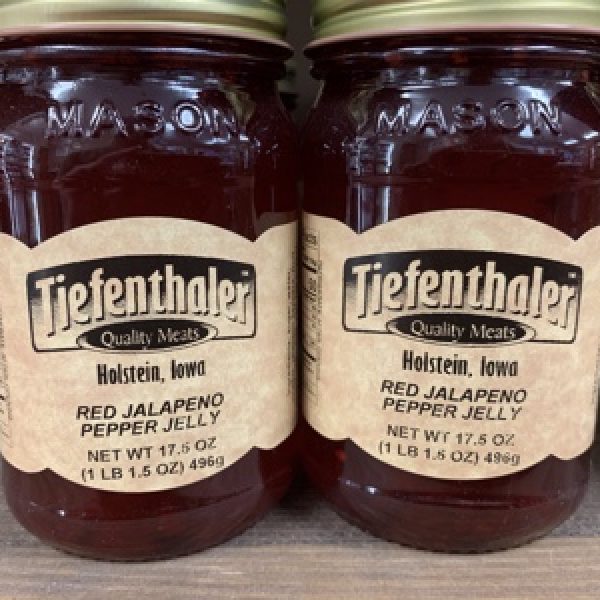 MASON
Tiefenthaler
Quality Meats
Holstein, Iowa
RED JALAPENO
PEPPER JELLY
NET WT 17.5 OZ
(1 LB 1.5 OZ) 496g
MASON
Tiefenthaler
Quality Meats
Holstein, Iowa
RED JALAPENO
PEPPER JELLY
NET WT 17.5 OZ
(1 LB 1.5 OZ) 496g